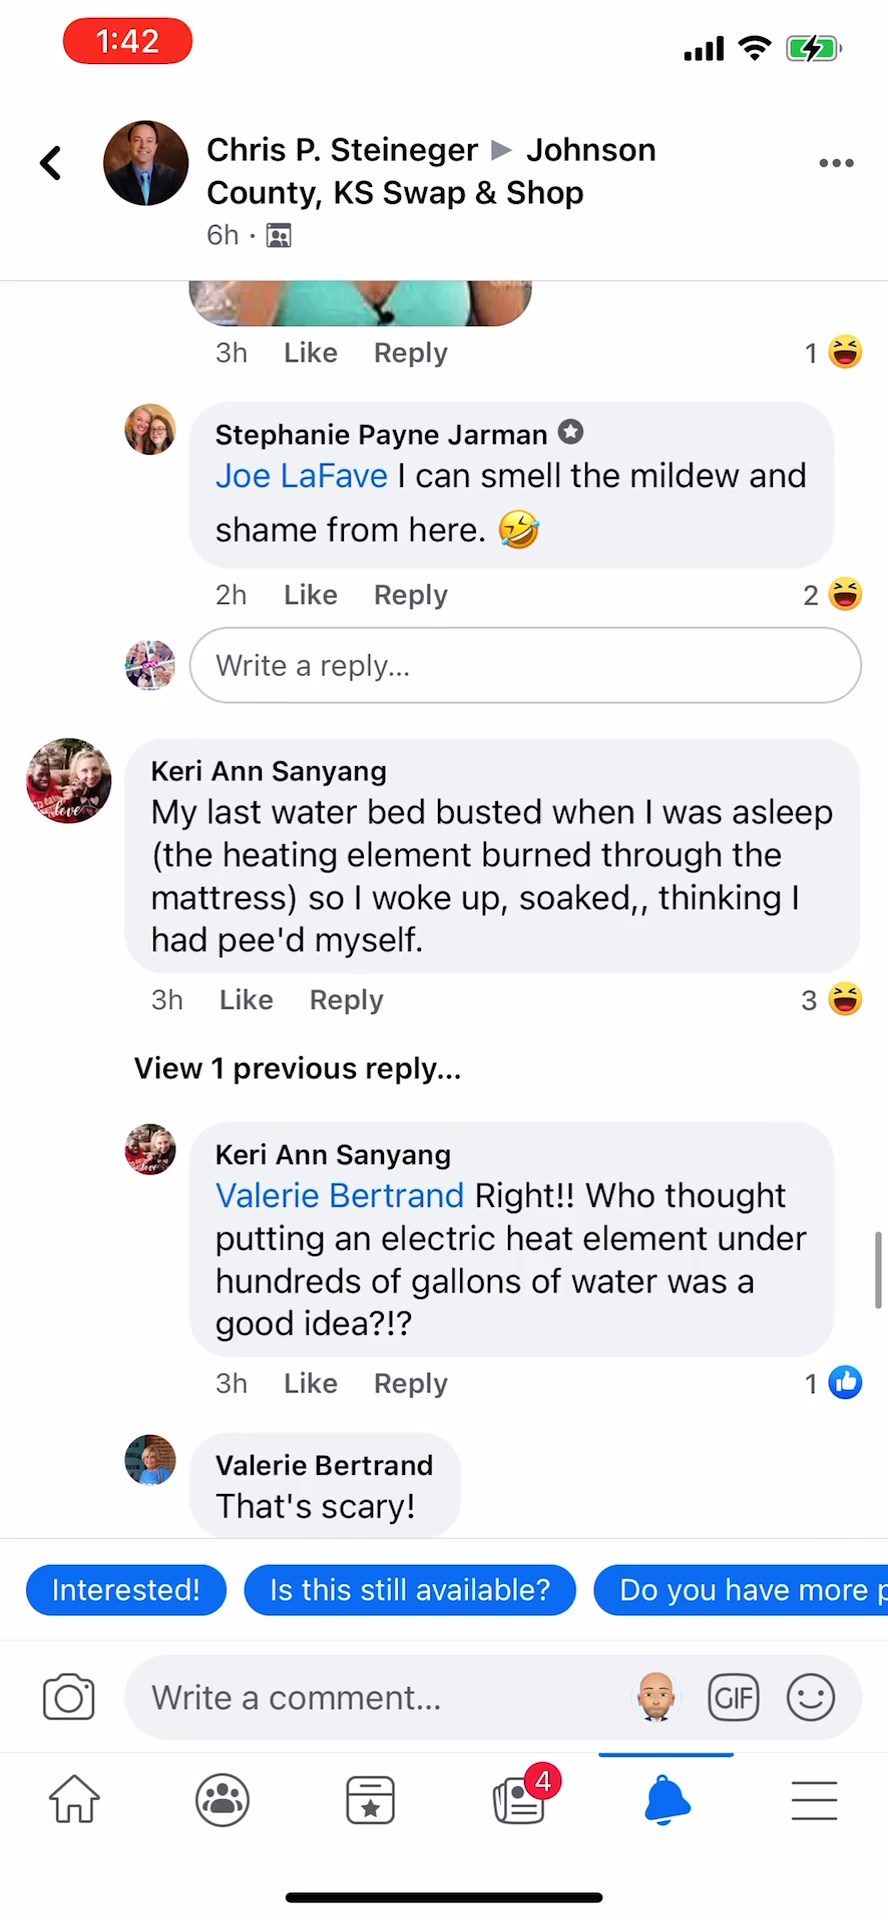 1:42
Chris P. Steineger ▶ Johnson
County, KS Swap & Shop
6h ·
3h Like Reply 1
Stephanie Payne Jarman
Joe LaFave I can smell the mildew and
shame from here. 🤣
2h Like Reply 2
Write a reply...
Keri Ann Sanyang
My last water bed busted when I was asleep
(the heating element burned through the
mattress) so I woke up, soaked,, thinking I
had pee'd myself.
3h Like Reply 3
View 1 previous reply...
Keri Ann Sanyang
Valerie Bertrand Right!! Who thought
putting an electric heat element under
hundreds of gallons of water was a
good idea?!?
3h Like Reply 1
Valerie Bertrand
That's scary!
Interested! Is this still available? Do you have more p
Write a comment... GIF
4